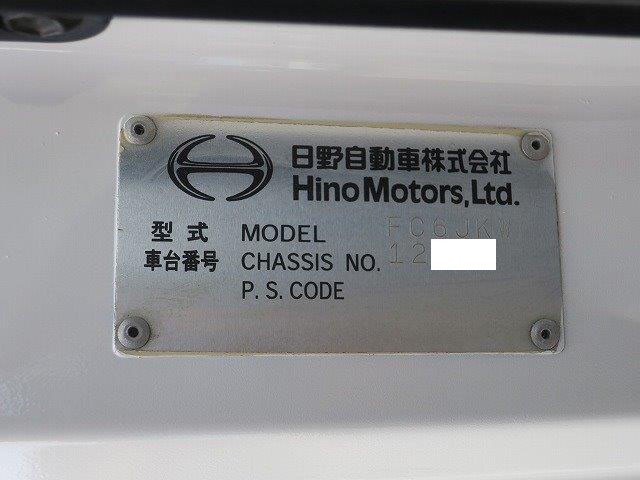 日野自動車株式会社
Hino Motors, Ltd.
型式 MODEL FC6JKW
車台番号 CHASSIS NO. 12
P. S. CODE